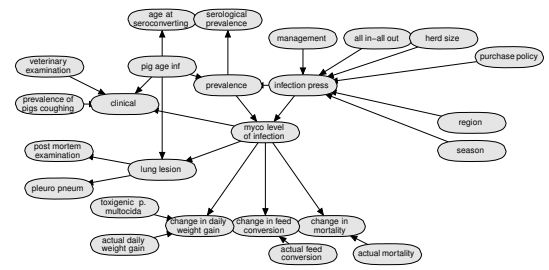 age at
seroconverting
serological
prevalence
management
all in−all out
herd size
purchase policy
veterinary
examination
pig age inf
prevalence
infection press
prevalence of
pigs coughing
clinical
region
myco level
of infection
season
post mortem
examination
lung lesion
pleuro pneum
toxigenic p.
multocida
change in daily
weight gain
change in feed
conversion
change in
mortality
actual daily
weight gain
actual feed
conversion
actual mortality